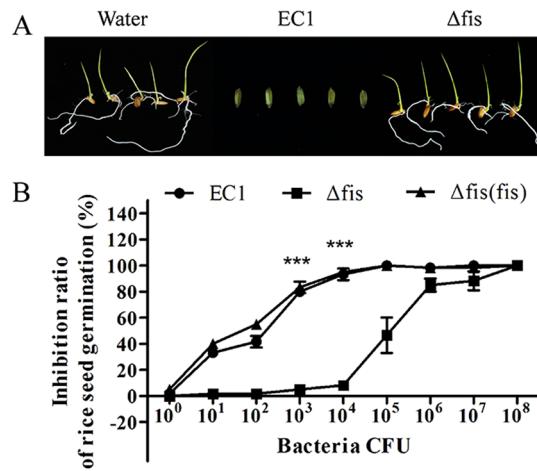 A
Water EC1 Δfis
B
EC1 Δfis Δfis(fis)
Inhibition ratio
of rice seed germination (%)
140
120
100
80
60
40
20
0
-20
*** ***
10⁰ 10¹ 10² 10³ 10⁴ 10⁵ 10⁶ 10⁷ 10⁸
Bacteria CFU